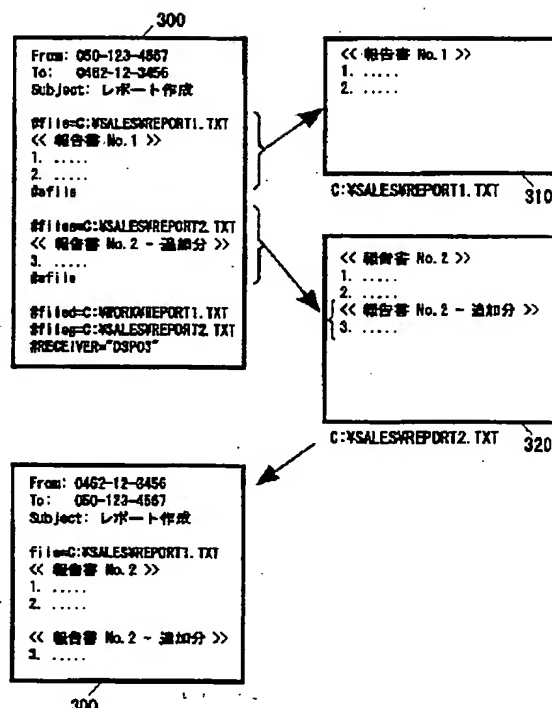 300
From: 050-123-4567
To: 0462-12-3456
Subject: レポート作成
#file=C:¥SALES¥REPORT1.TXT
<< 報告書 No.1 >>
1. .....
2. .....
#efile
#filea=C:¥SALES¥REPORT2.TXT
<< 報告書 No.2 - 追加分 >>
3. .....
#efile
#filed=C:¥WORK¥REPORT1.TXT
#fileg=C:¥SALES¥REPORT2.TXT
#RECEIVER="DSPO3"
<< 報告書 No.1 >>
1. .....
2. .....
C:¥SALES¥REPORT1.TXT
310
<< 報告書 No.2 >>
1. .....
2. .....
<< 報告書 No.2 - 追加分 >>
3. .....
C:¥SALES¥REPORT2.TXT
320
From: 0462-12-3456
To: 050-123-4567
Subject: レポート作成
file=C:¥SALES¥REPORT1.TXT
<< 報告書 No.2 >>
1. .....
2. .....
<< 報告書 No.2 - 追加分 >>
3. .....
300